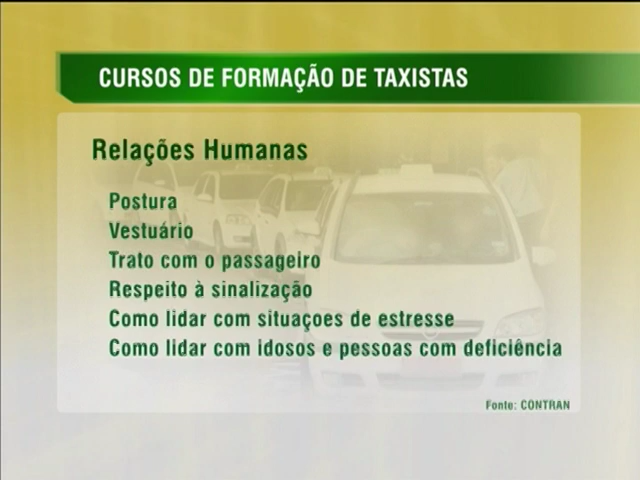 CURSOS DE FORMAÇÃO DE TAXISTAS
Relações Humanas
Postura
Vestuário
Trato com o passageiro
Respeito à sinalização
Como lidar com situaçoes de estresse
Como lidar com idosos e pessoas com deficiência
Fonte: CONTRAN